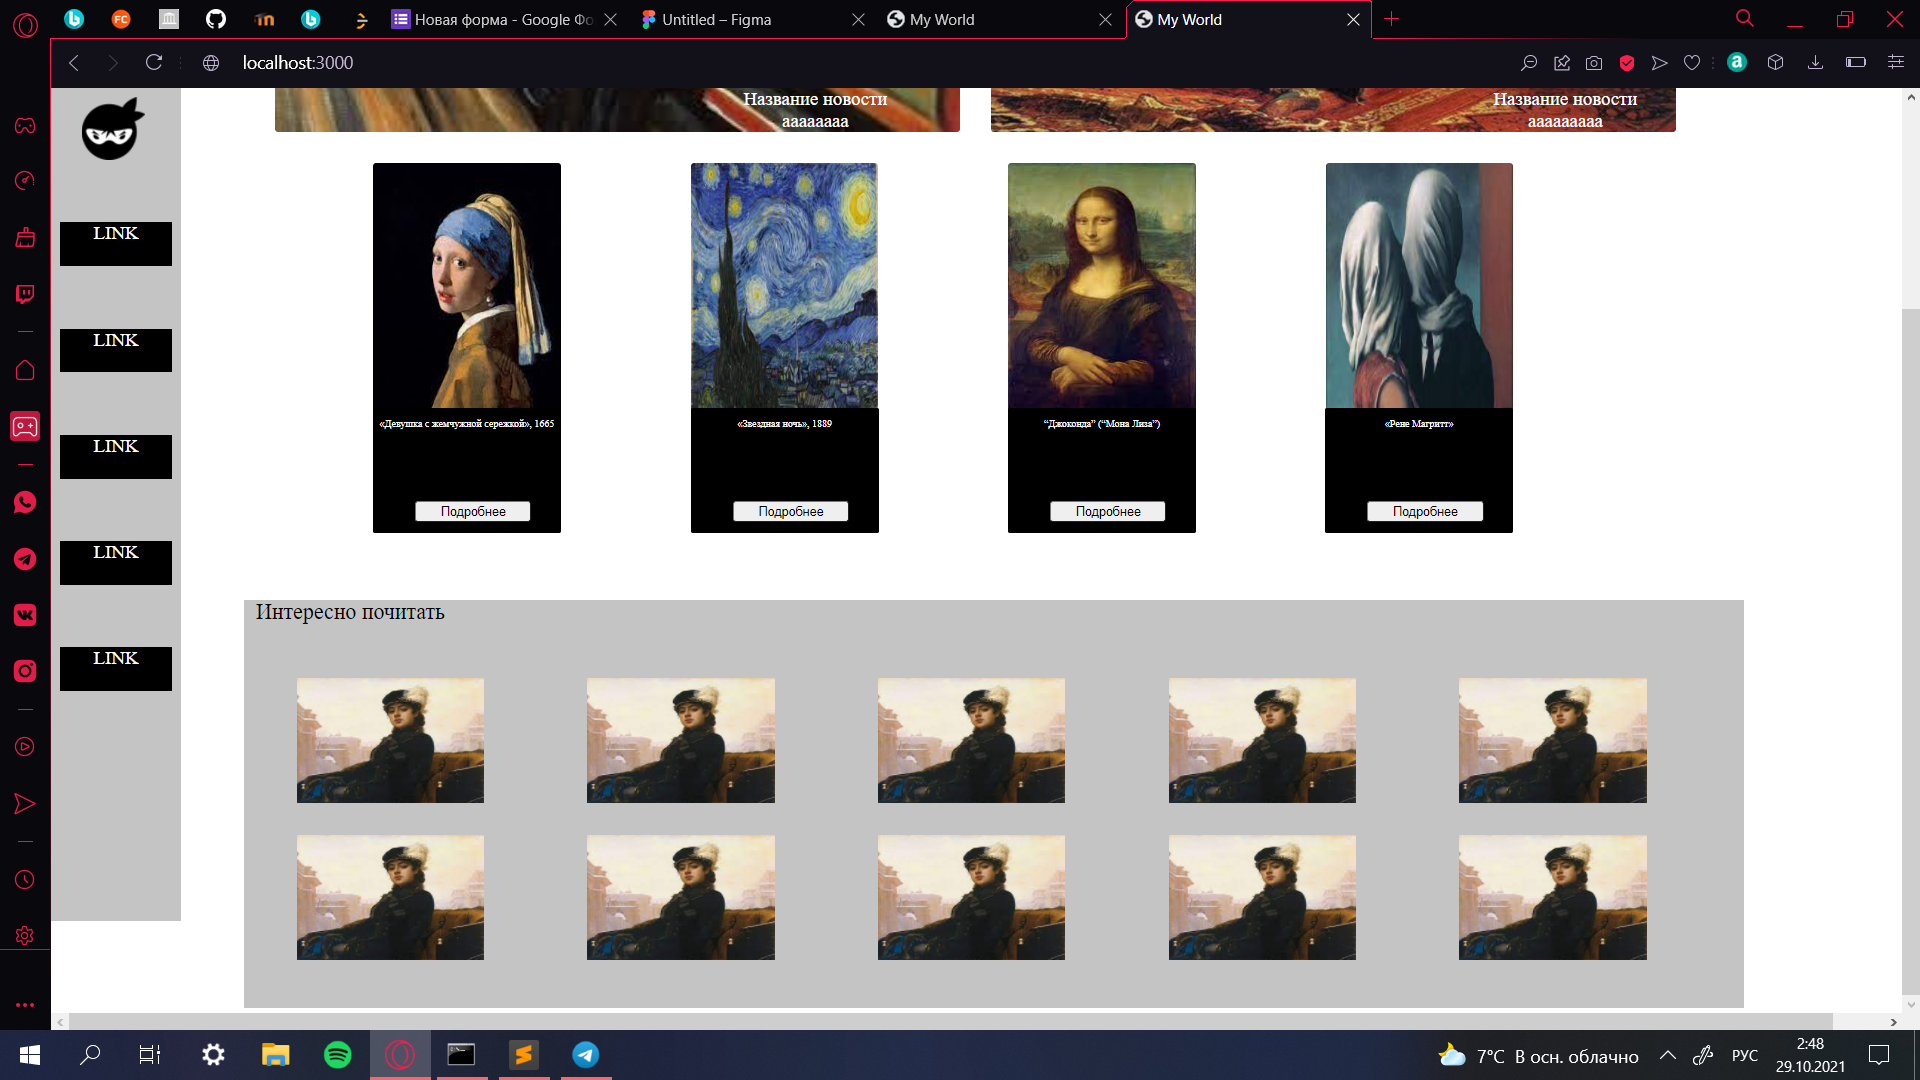 Новая форма - Google Фо
Untitled – Figma
My World
My World
localhost:3000
Название новости
аааааааа
Название новости
ааааааааа
LINK
LINK
LINK
LINK
LINK
«Девушка с жемчужной сережкой», 1665
«Звездная ночь», 1889
“Джоконда” (“Мона Лиза”)
«Рене Магритт»
Подробнее
Подробнее
Подробнее
Подробнее
Интересно почитать
7°C В осн. облачно
РУС
2:48
29.10.2021